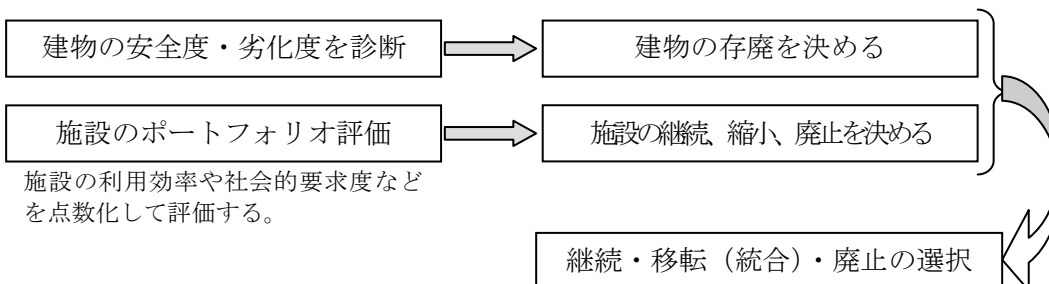 建物の安全度・劣化度を診断
建物の存廃を決める
施設のポートフォリオ評価
施設の継続、縮小、廃止を決める
施設の利用効率や社会的要求度など
を点数化して評価する。
継続・移転（統合）・廃止の選択